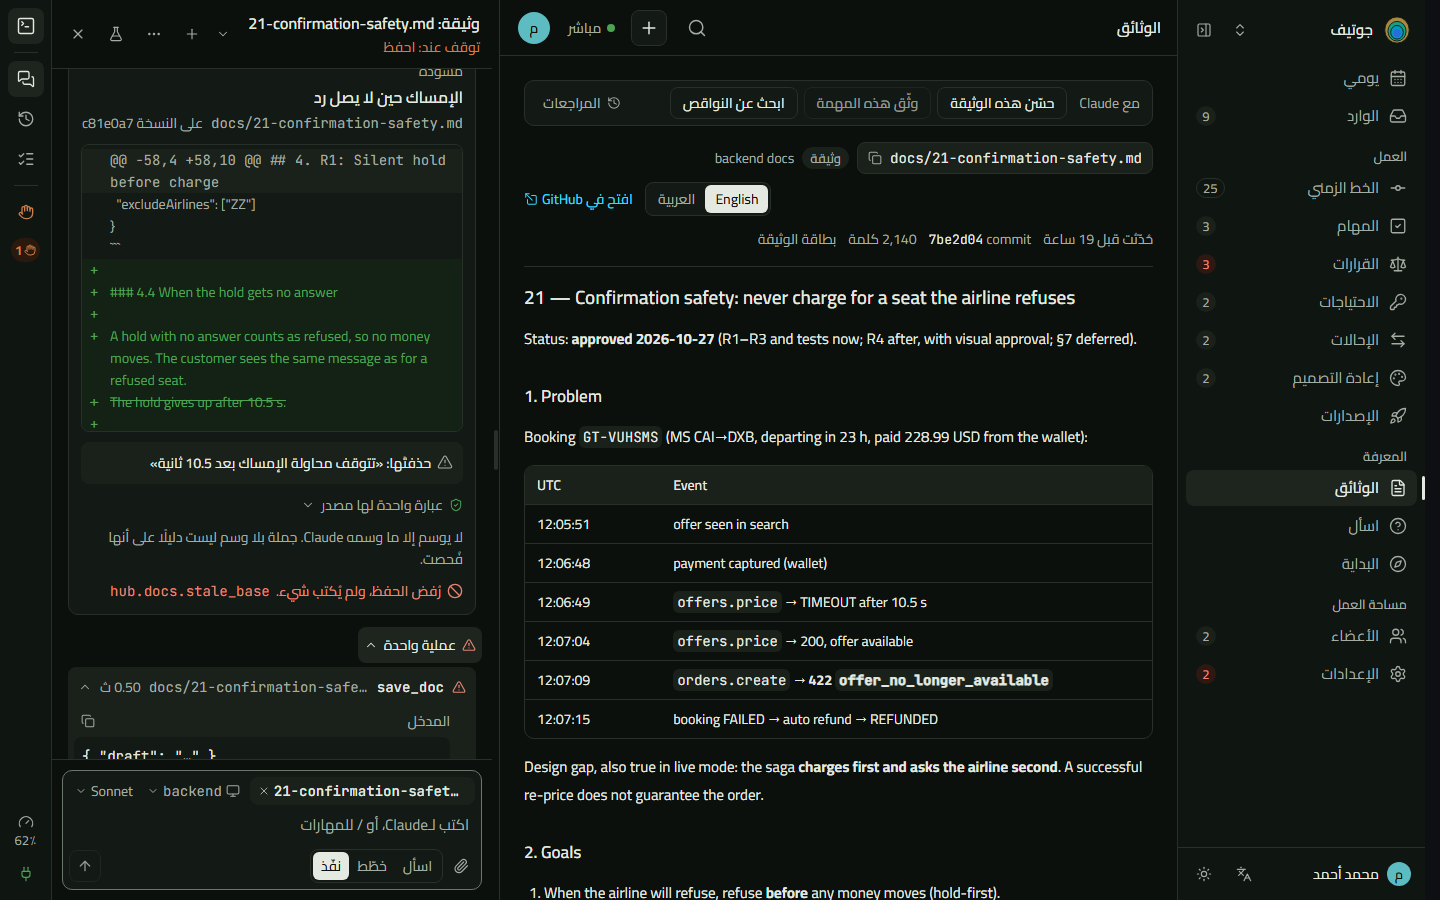 جوتيف
يومي
الوارد 9
العمل
الخط الزمني 25
المهام 3
القرارات 3
الاحتياجات 2
الإحالات 2
إعادة التصميم 2
الإصدارات
المعرفة
الوثائق
اسأل
البداية
مساحة العمل
الأعضاء 2
الإعدادات 2
محمد أحمد م
الوثائق
مباشر
م
مع Claude
حسّن هذه الوثيقة
وثّق هذه المهمة
ابحث عن النواقص
المراجعات
docs/21-confirmation-safety.md
وثيقة
backend docs
English
العربية
افتح في GitHub
حُدّثت قبل 19 ساعة commit 7be2d04 2,140 كلمة بطاقة الوثيقة
21 — Confirmation safety: never charge for a seat the airline refuses
Status: approved 2026-10-27 (R1–R3 and tests now; R4 after, with visual approval; §7 deferred).
1. Problem
Booking GT-VUHSMS (MS CAI→DXB, departing in 23 h, paid 228.99 USD from the wallet):
UTC Event
12:05:51 offer seen in search
12:06:48 payment captured (wallet)
12:06:49 offers.price → TIMEOUT after 10.5 s
12:07:04 offers.price → 200, offer available
12:07:09 orders.create → 422 offer_no_longer_available
12:07:15 booking FAILED → auto refund → REFUNDED
Design gap, also true in live mode: the saga charges first and asks the airline second. A successful
re-price does not guarantee the order.
2. Goals
1. When the airline will refuse, refuse before any money moves (hold-first).
وثيقة: 21-confirmation-safety.md
توقف عند: احفظ
مسودة
الإمساك حين لا يصل رد
docs/21-confirmation-safety.md على النسخة c81e0a7
@@ -58,4 +58,10 @@ ## 4. R1: Silent hold
before charge
"excludeAirlines": ["ZZ"]
}
~~
+
+ ### 4.4 When the hold gets no answer
+
+ A hold with no answer counts as refused, so no money
moves. The customer sees the same message as for a
refused seat.
+ The hold gives up after 10.5 s.
+
حذفتُها: «تتوقف محاولة الإمساك بعد 10.5 ثانية»
عبارة واحدة لها مصدر
لا يوسم إلا ما وسمه Claude. جملة بلا وسم ليست دليلًا على أنها
فُحصت.
رُفض الحفظ، ولم يُكتب شيء. hub.docs.stale_base
عملية واحدة
save_doc docs/21-confirmation-safe… 0.50 ث
المدخل
{ "draft": "…" }
21-confirmation-safet… ×
backend
Sonnet
اكتب لـClaude، أو / للمهارات
اسأل
خطّط
نفّذ
1
62٪